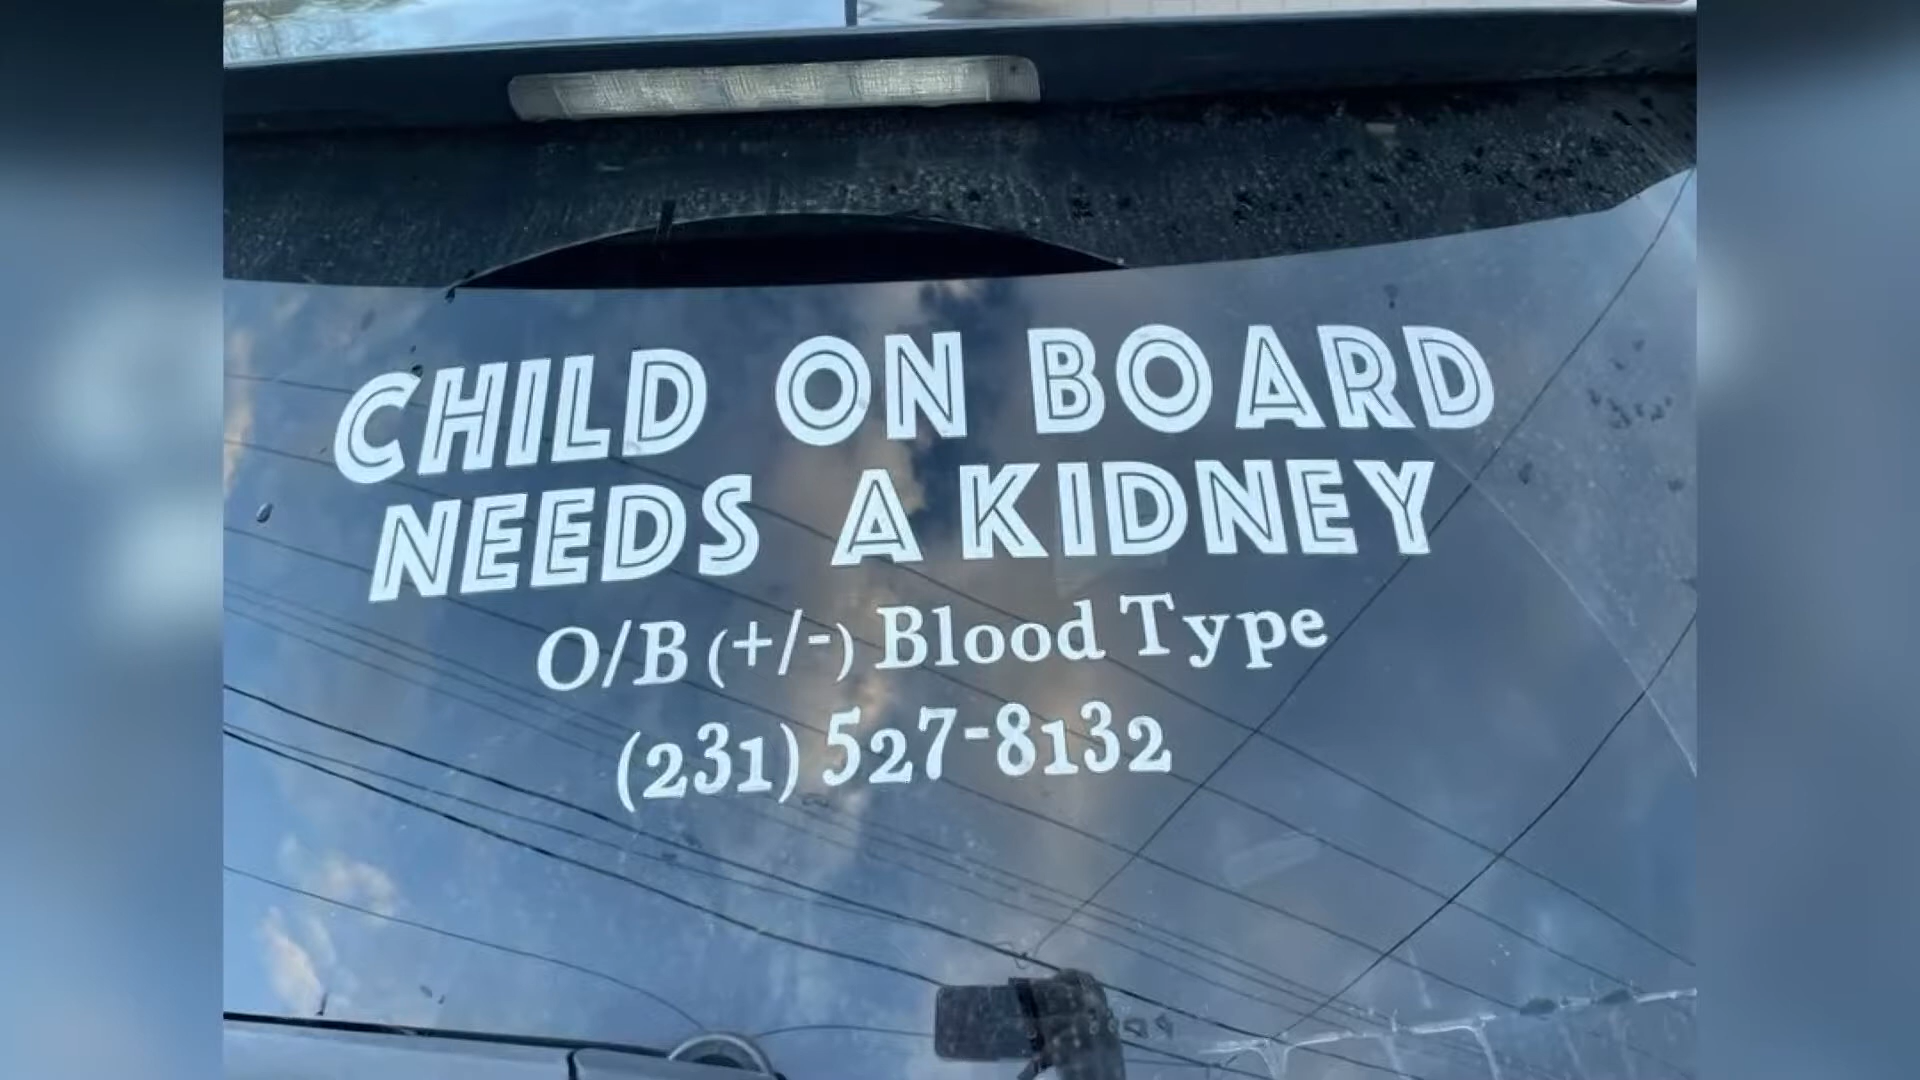 CHILD ON BOARD
NEEDS A KIDNEY
O/B (+/-) Blood Type
(231) 527-8132